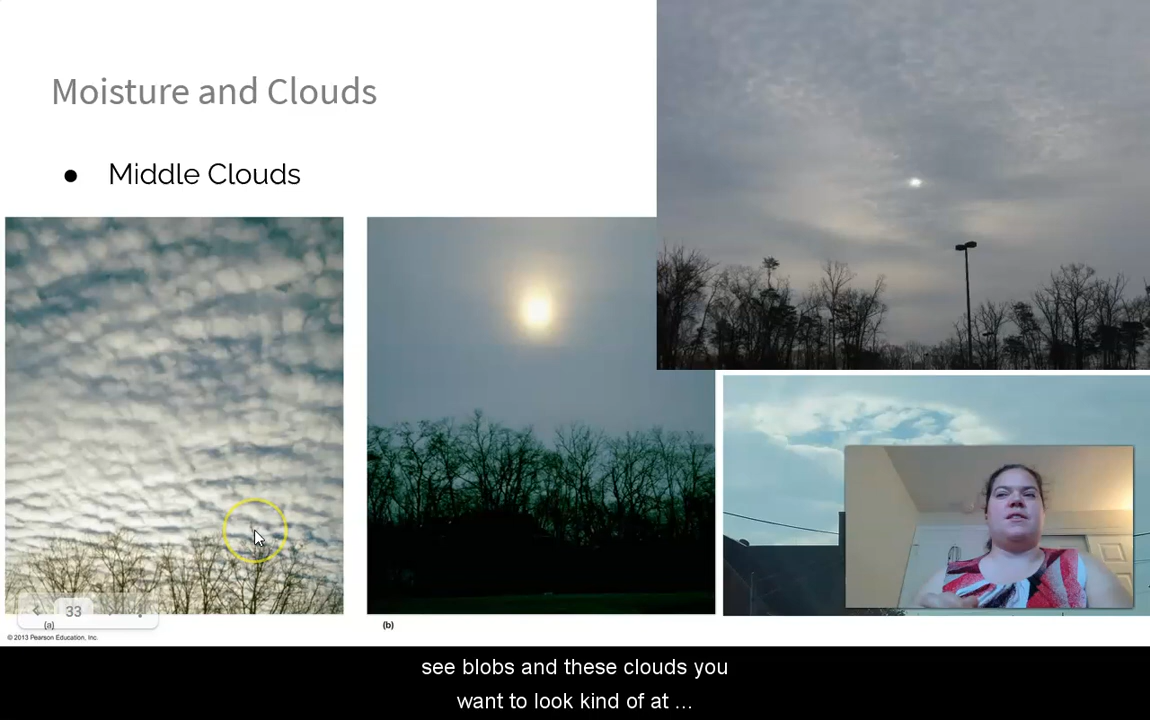 Moisture and Clouds
● Middle Clouds
33
(a)
(b)
© 2013 Pearson Education, Inc.
see blobs and these clouds you
want to look kind of at ...